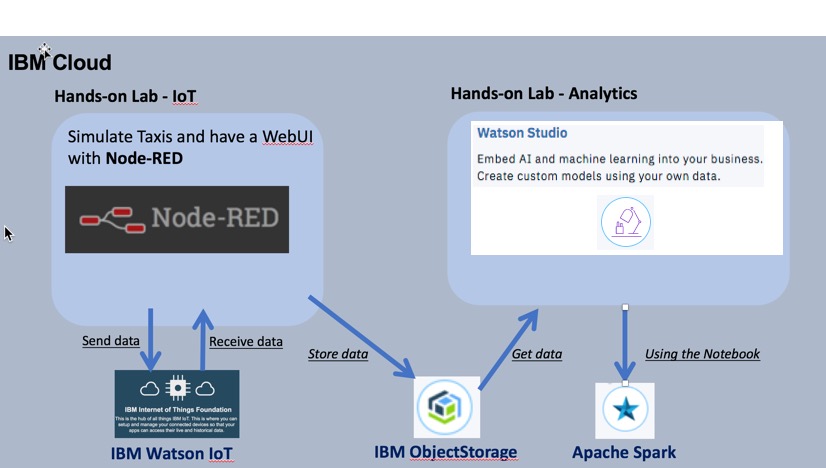 IBM Cloud
Hands-on Lab - IoT
Hands-on Lab - Analytics
Simulate Taxis and have a WebUI
with Node-RED
Node-RED
Watson Studio
Embed AI and machine learning into your business.
Create custom models using your own data.
Send data
Receive data
Store data
Get data
Using the Notebook
IBM Internet of Things Foundation
This is the hub of all things IBM IoT. This is where you can
setup and manage your connected devices so that your
apps can access their live and historical data.
IBM Watson IoT
IBM ObjectStorage
Apache Spark